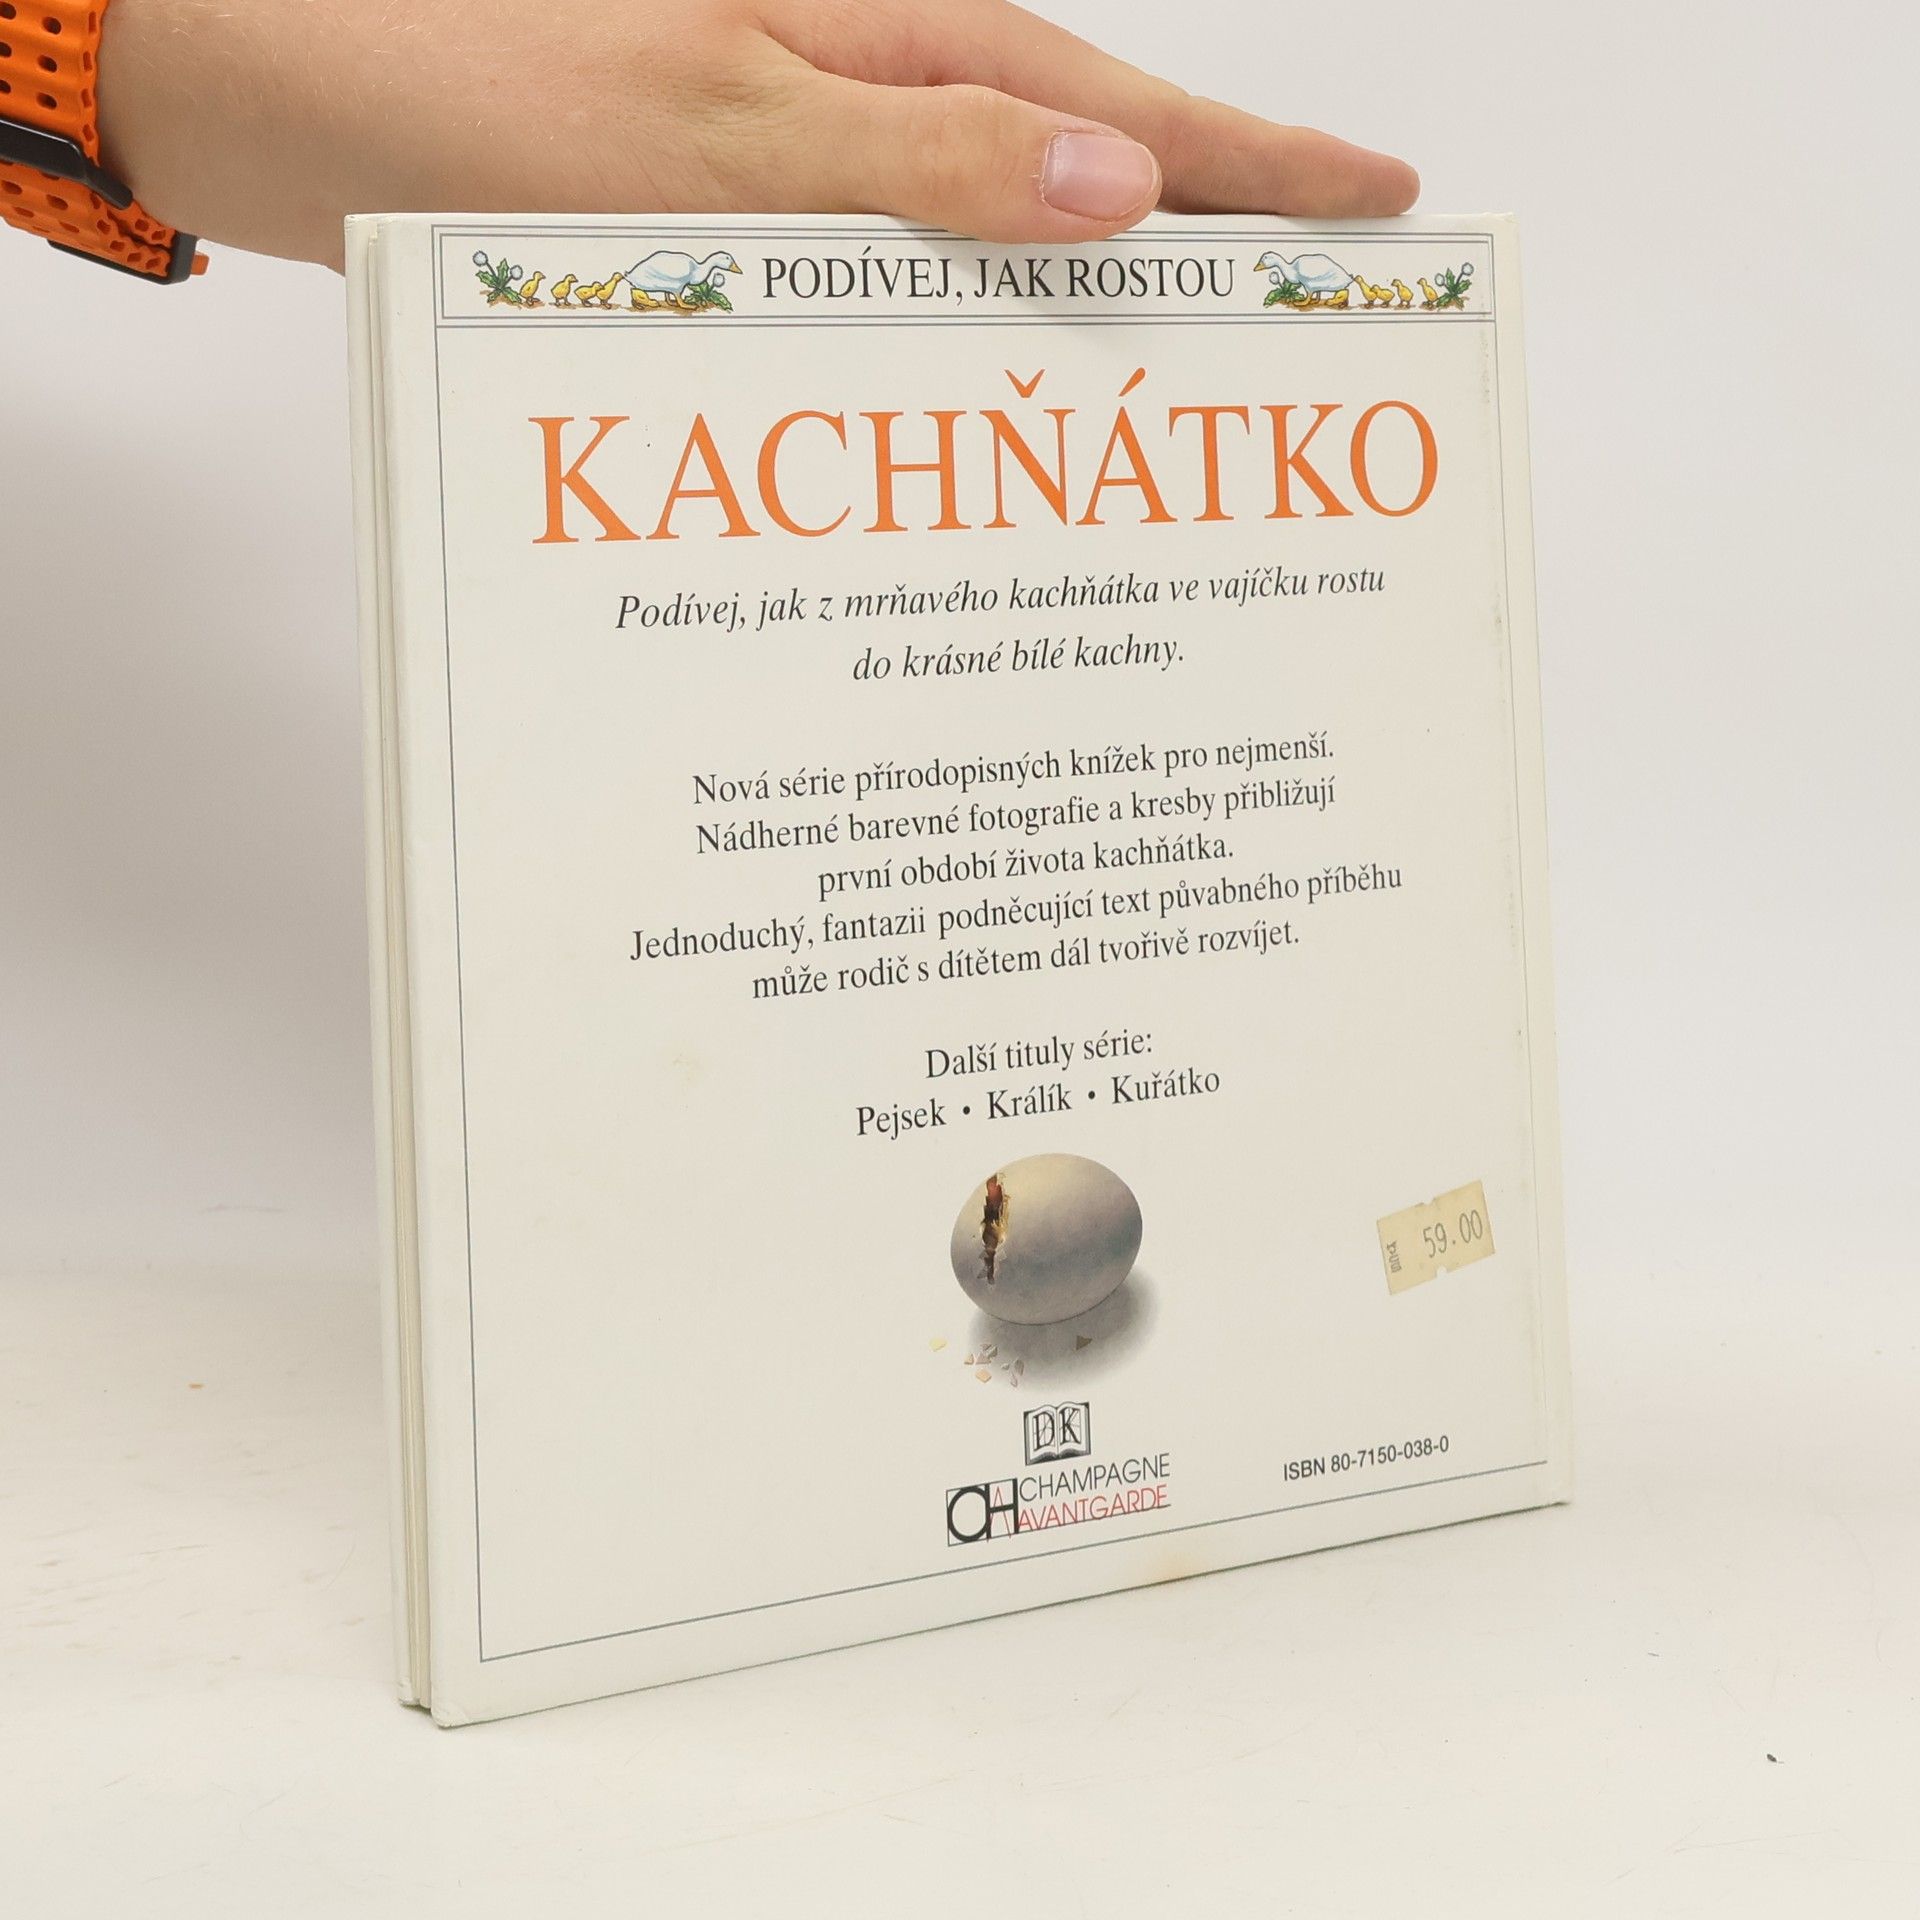 PODÍVEJ, JAK ROSTOU
KACHŇÁTKO
Podívej, jak z mrňavého kachňátka ve vajíčku rostu
do krásné bílé kachny.
Nová série přírodopisných knížek pro nejmenší.
Nádherné barevné fotografie a kresby přibližují
první období života kachňátka.
Jednoduchý, fantazii podněcující text půvabného příběhu
může rodič s dítětem dál tvořivě rozvíjet.
Další tituly série:
Pejsek • Králík • Kuřátko
59.00
DK
CHAMPAGNE
AVANTGARDE
ISBN 80-7150-038-0